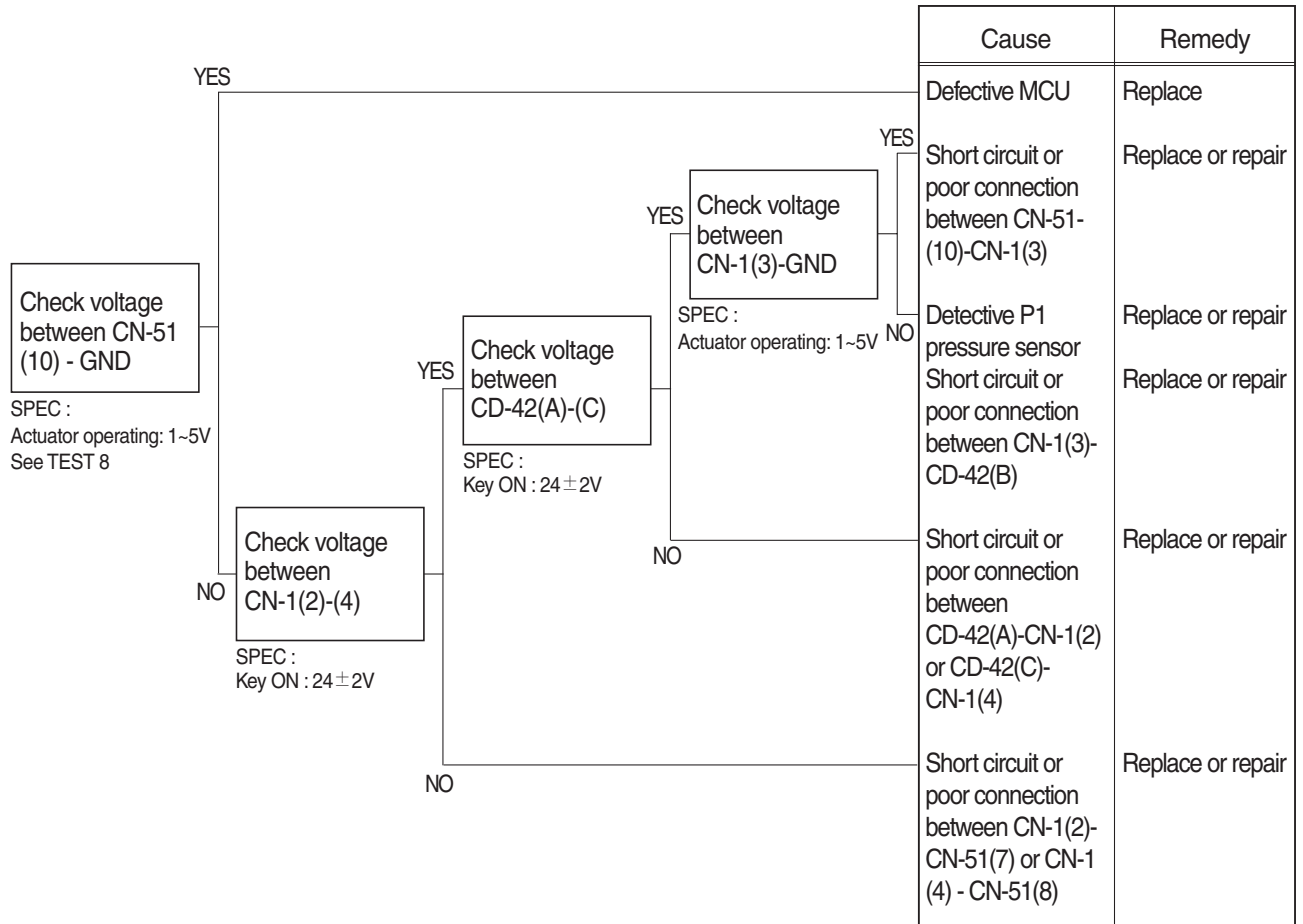 Cause
Remedy
YES
Defective MCU
Replace
YES
Short circuit or
poor connection
between CN-51-
(10)-CN-1(3)
Replace or repair
YES
Check voltage
between
CN-1(3)-GND
SPEC :
Actuator operating: 1~5V
NO
Detective P1
pressure sensor
Replace or repair
Short circuit or
poor connection
between CN-1(3)-
CD-42(B)
Replace or repair
Check voltage
between CN-51
(10) - GND
SPEC :
Actuator operating: 1~5V
See TEST 8
YES
Check voltage
between
CD-42(A)-(C)
SPEC :
Key ON : 24±2V
NO
Short circuit or
poor connection
between
CD-42(A)-CN-1(2)
or CD-42(C)-
CN-1(4)
Replace or repair
NO
Check voltage
between
CN-1(2)-(4)
SPEC :
Key ON : 24±2V
NO
Short circuit or
poor connection
between CN-1(2)-
CN-51(7) or CN-1
(4) - CN-51(8)
Replace or repair